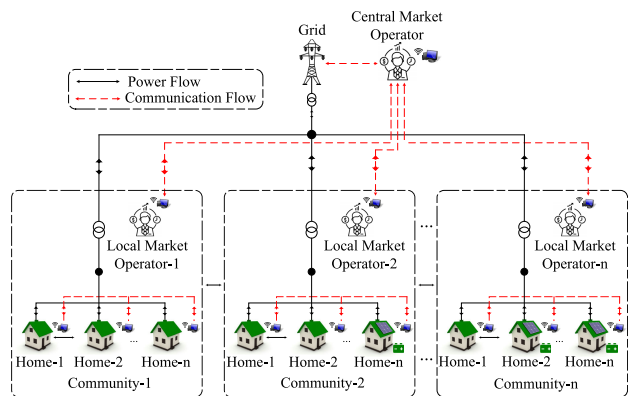 Central Market
Operator
Grid
Power Flow
Communication Flow
Local Market
Operator-1
Local Market
Operator-2
...
Local Market
Operator-n
...
...
...
Home-1 Home-2 Home-n
Home-1 Home-2 Home-n
...
Home-1 Home-2 Home-n
Community-1
Community-2
Community-n